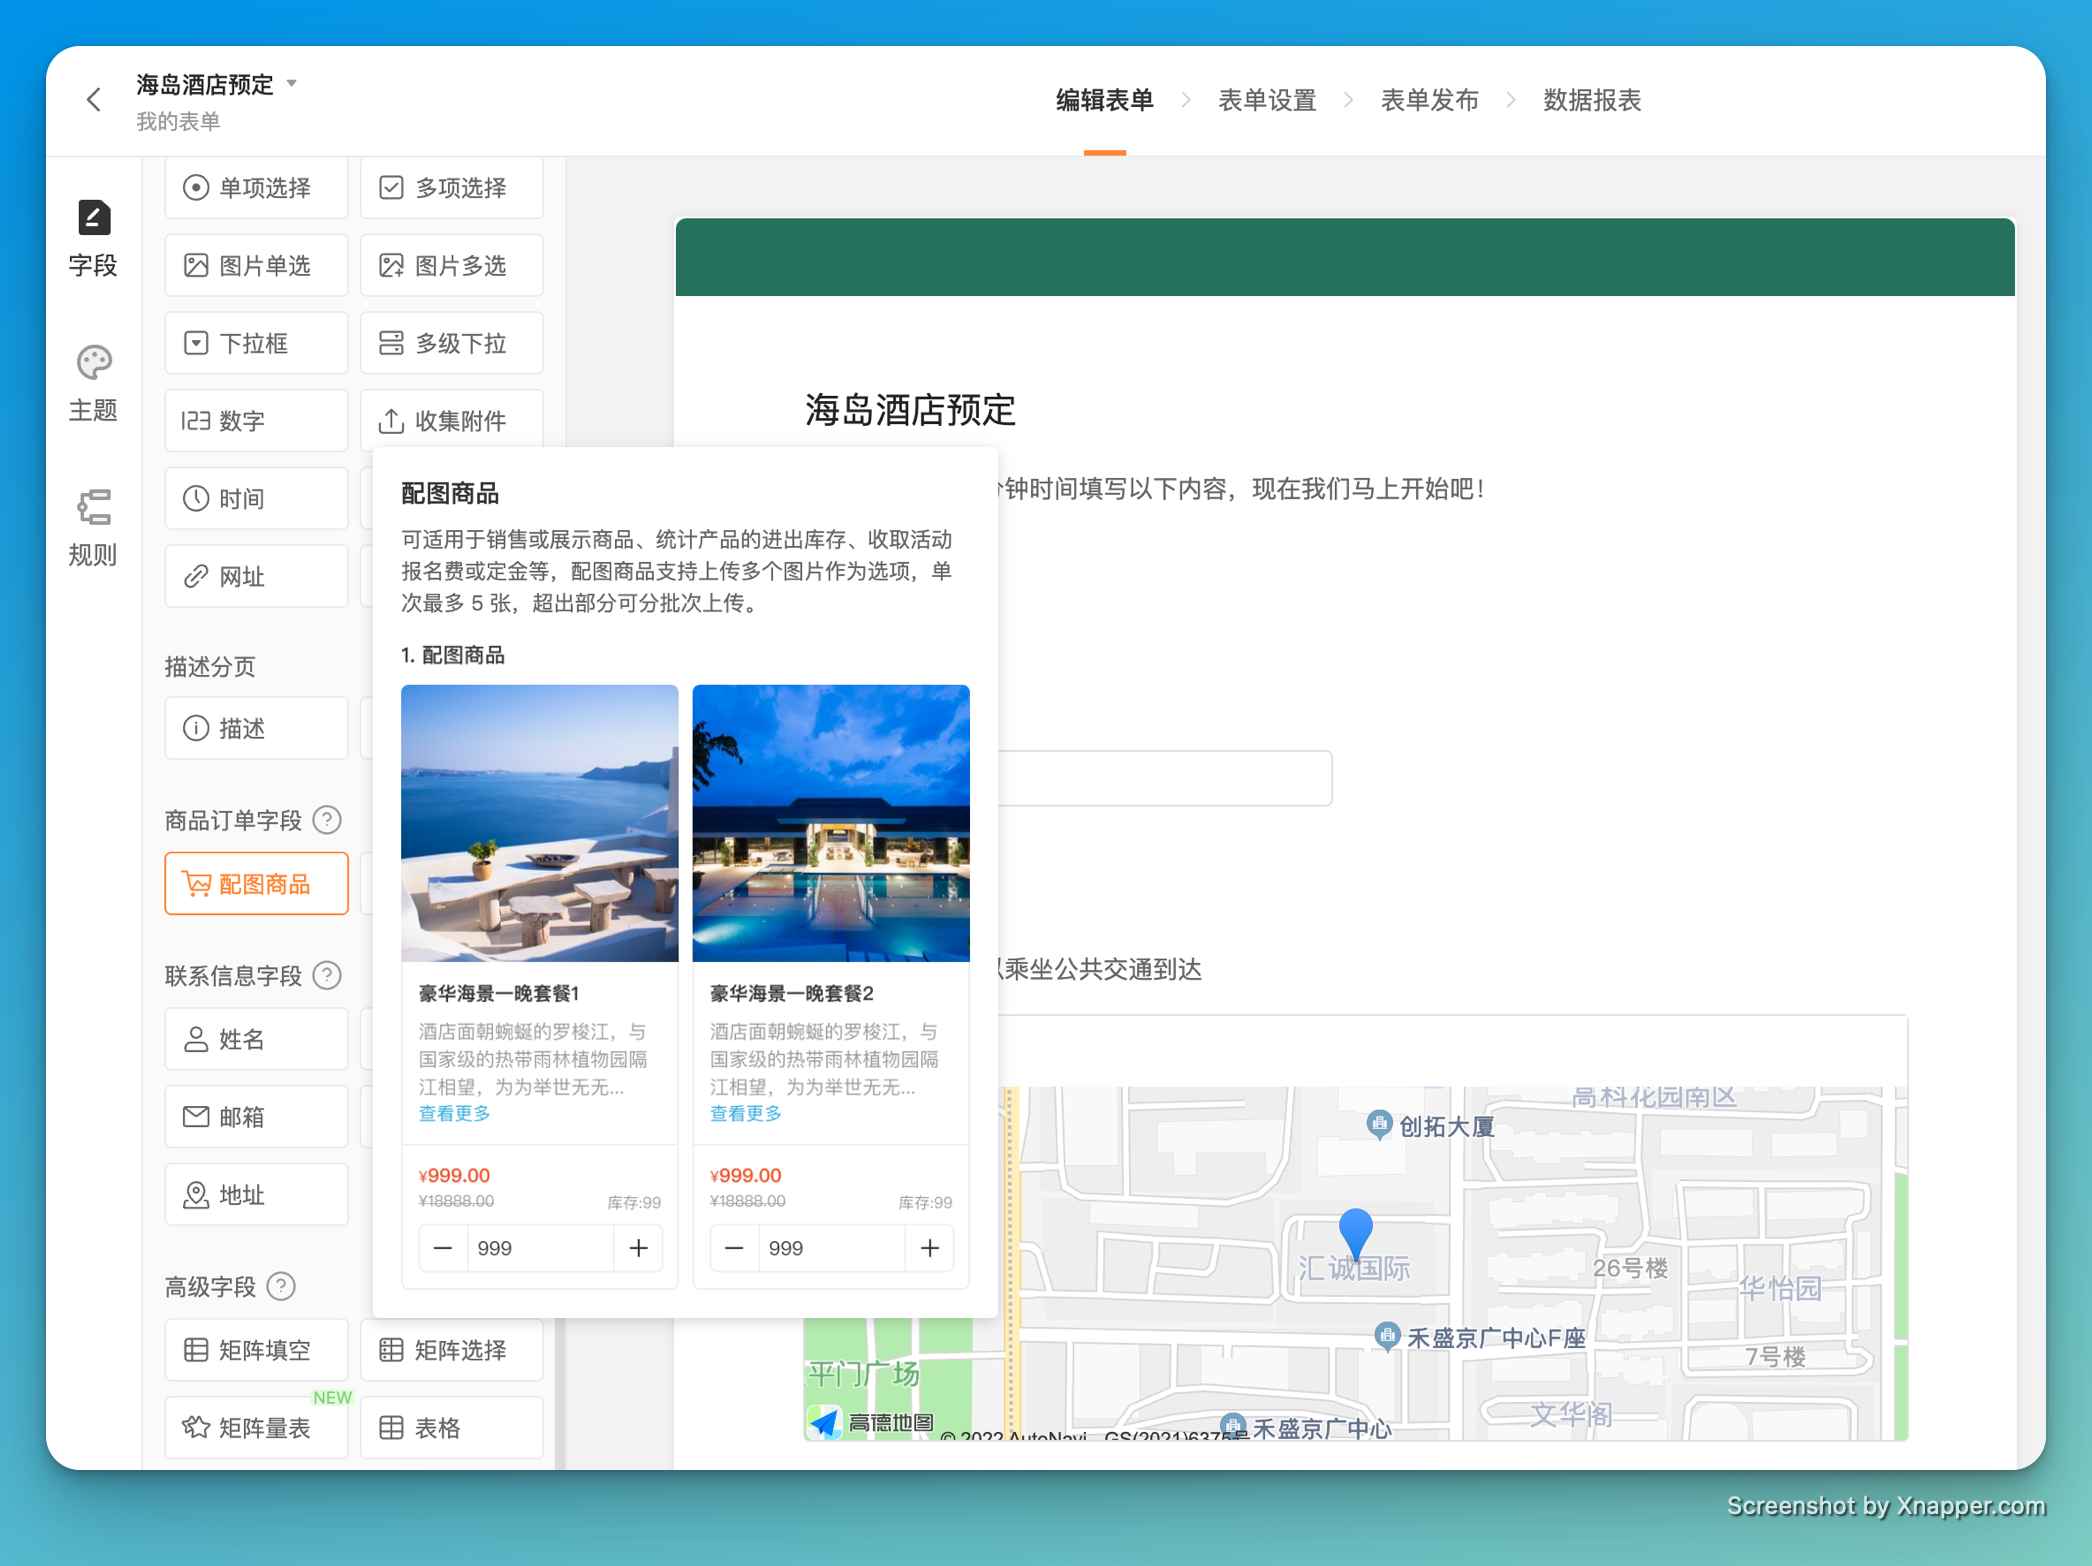 海岛酒店预定
我的表单
编辑表单
表单设置
表单发布
数据报表
字段
主题
规则
单项选择
多项选择
图片单选
图片多选
下拉框
多级下拉
123 数字
收集附件
时间
网址
描述分页
描述
商品订单字段
配图商品
联系信息字段
姓名
邮箱
地址
高级字段
矩阵填空
矩阵选择
NEW
矩阵量表
表格
配图商品
可适用于销售或展示商品、统计产品的进出库存、收取活动
报名费或定金等，配图商品支持上传多个图片作为选项，单
次最多 5 张，超出部分可分批次上传。
1. 配图商品
豪华海景一晚套餐1
酒店面朝蜿蜒的罗梭江，与
国家级的热带雨林植物园隔
江相望，为为举世无无...
查看更多
¥999.00
¥18888.00
库存:99
999
豪华海景一晚套餐2
酒店面朝蜿蜒的罗梭江，与
国家级的热带雨林植物园隔
江相望，为为举世无无...
查看更多
¥999.00
¥18888.00
库存:99
999
海岛酒店预定
钟时间填写以下内容，现在我们马上开始吧！
乘坐公共交通到达
高科花园南区
创拓大厦
汇诚国际
26号楼
华怡园
禾盛京广中心F座
7号楼
平门广场
文华阁
高德地图
© 2022 AutoNavi - GS(2021)6375号
禾盛京广中心
Screenshot by Xnapper.com